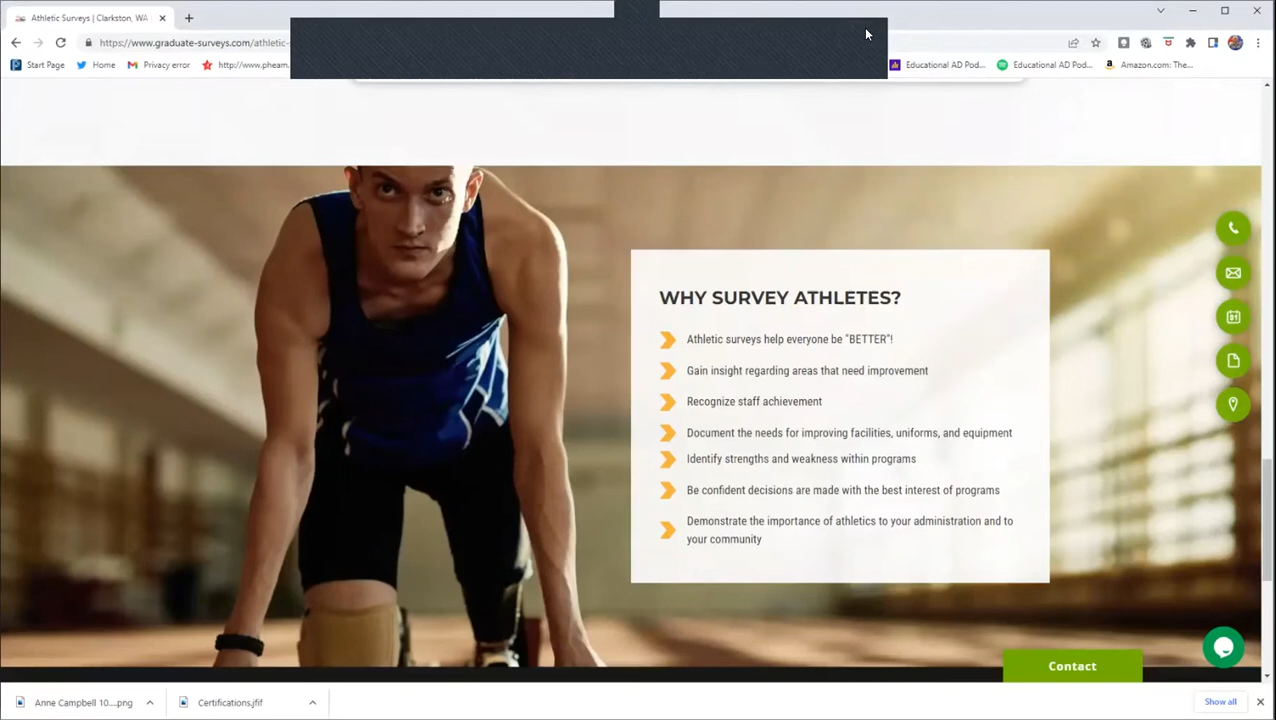 Athletic Surveys | Clarkston, WA
https://www.graduate-surveys.com/athletic-
Start Page
Home
Privacy error
http://www.pheam...
Educational AD Pod...
Educational AD Pod...
Amazon.com: The...
WHY SURVEY ATHLETES?
Athletic surveys help everyone be "BETTER"!
Gain insight regarding areas that need improvement
Recognize staff achievement
Document the needs for improving facilities, uniforms, and equipment
Identify strengths and weakness within programs
Be confident decisions are made with the best interest of programs
Demonstrate the importance of athletics to your administration and to
your community
31
Contact
Anne Campbell 10....png
Certifications.jfif
Show all